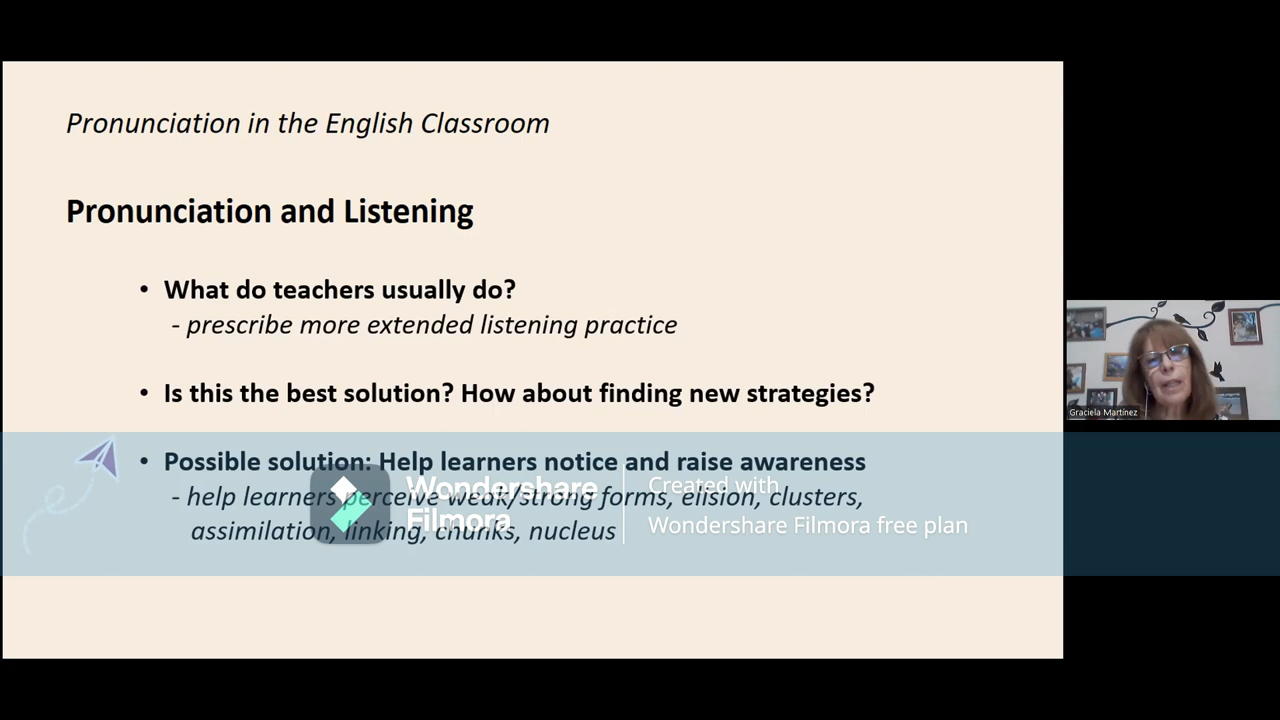 Pronunciation in the English Classroom
Pronunciation and Listening
• What do teachers usually do?
- prescribe more extended listening practice
• Is this the best solution? How about finding new strategies?
• Possible solution: Help learners notice and raise awareness
- help learners perceive weak/strong forms, elision, clusters,
assimilation, linking, chunks, nucleus
Wondershare
Filmora
Created with
Wondershare Filmora free plan
Graciela Martínez